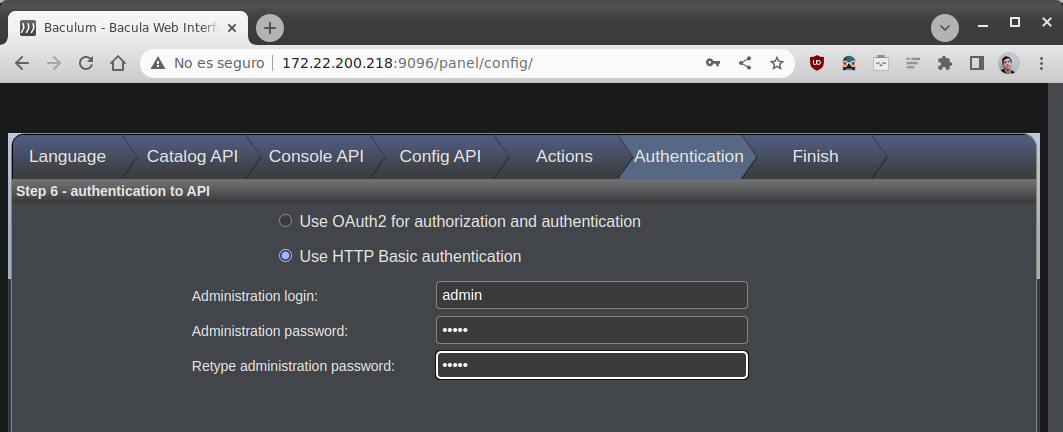 Baculum - Bacula Web Interf
No es seguro | 172.22.200.218:9096/panel/config/
Language Catalog API Console API Config API Actions Authentication Finish
Step 6 - authentication to API
Use OAuth2 for authorization and authentication
Use HTTP Basic authentication
Administration login: admin
Administration password: •••••
Retype administration password: •••••